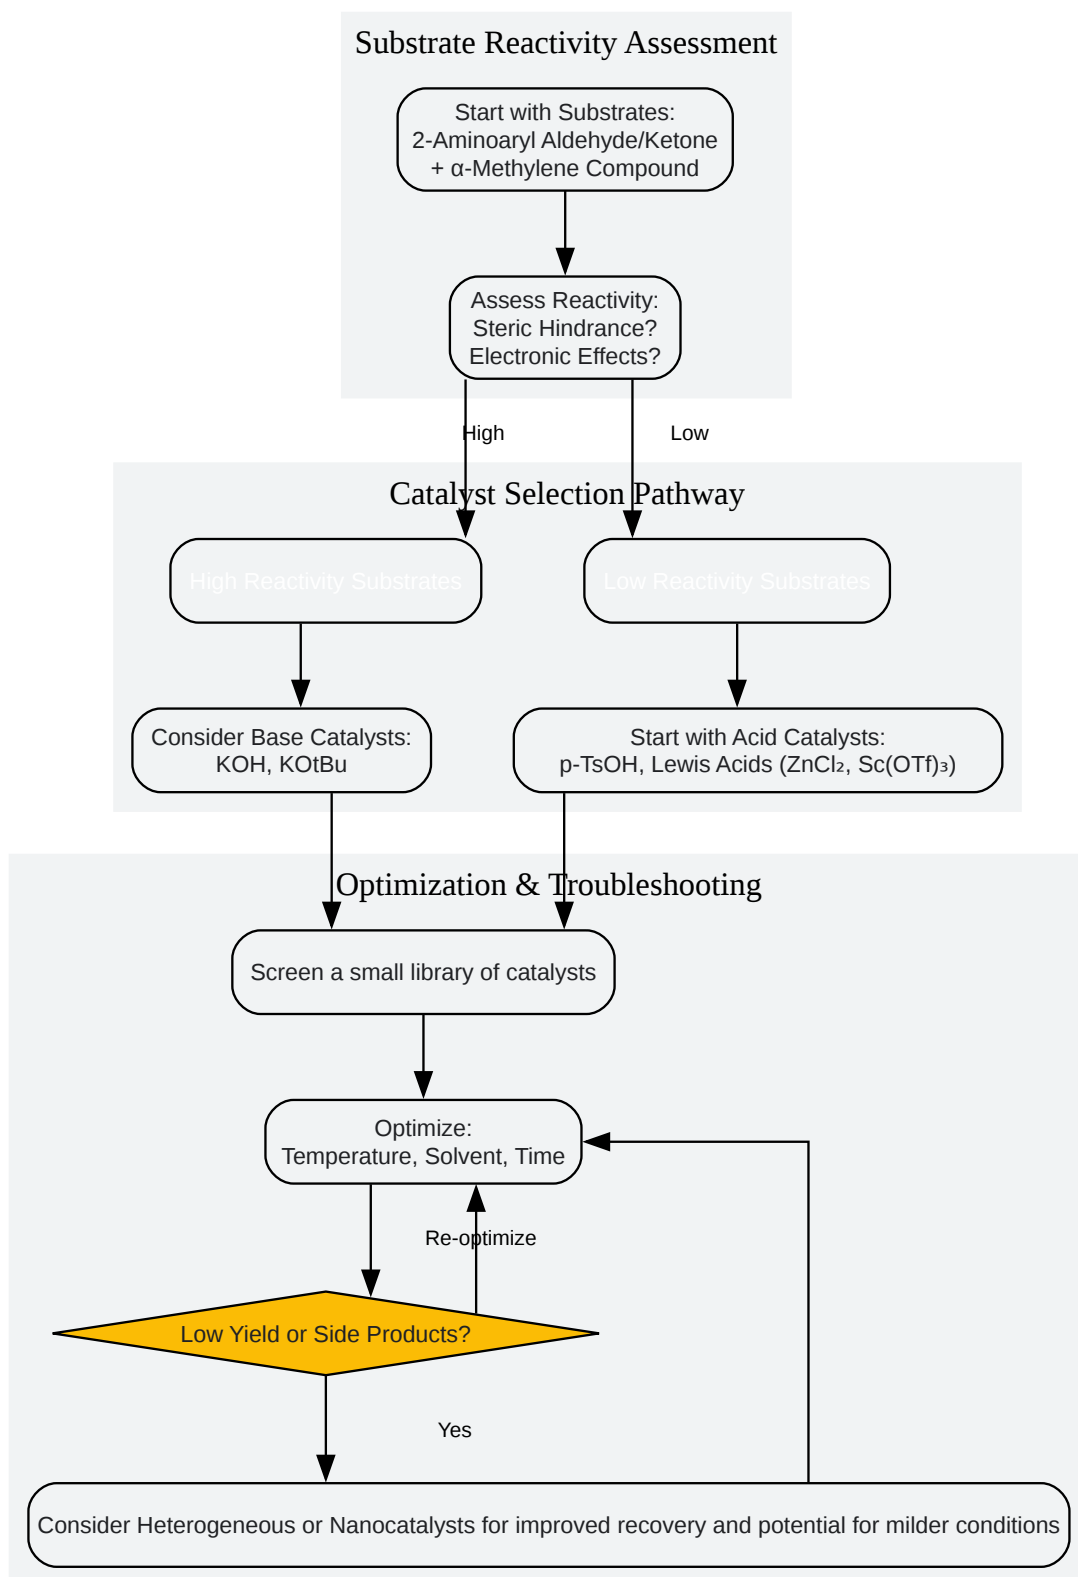 Substrate Reactivity Assessment
Start with Substrates:
2-Aminoaryl Aldehyde/Ketone
+ α-Methylene Compound
Assess Reactivity:
Steric Hindrance?
Electronic Effects?
High
Low
Catalyst Selection Pathway
High Reactivity Substrates
Low Reactivity Substrates
Consider Base Catalysts:
KOH, KOtBu
Start with Acid Catalysts:
p-TsOH, Lewis Acids (ZnCl₂, Sc(OTf)₃)
Optimization & Troubleshooting
Screen a small library of catalysts
Optimize:
Temperature, Solvent, Time
Re-optimize
Low Yield or Side Products?
Yes
Consider Heterogeneous or Nanocatalysts for improved recovery and potential for milder conditions